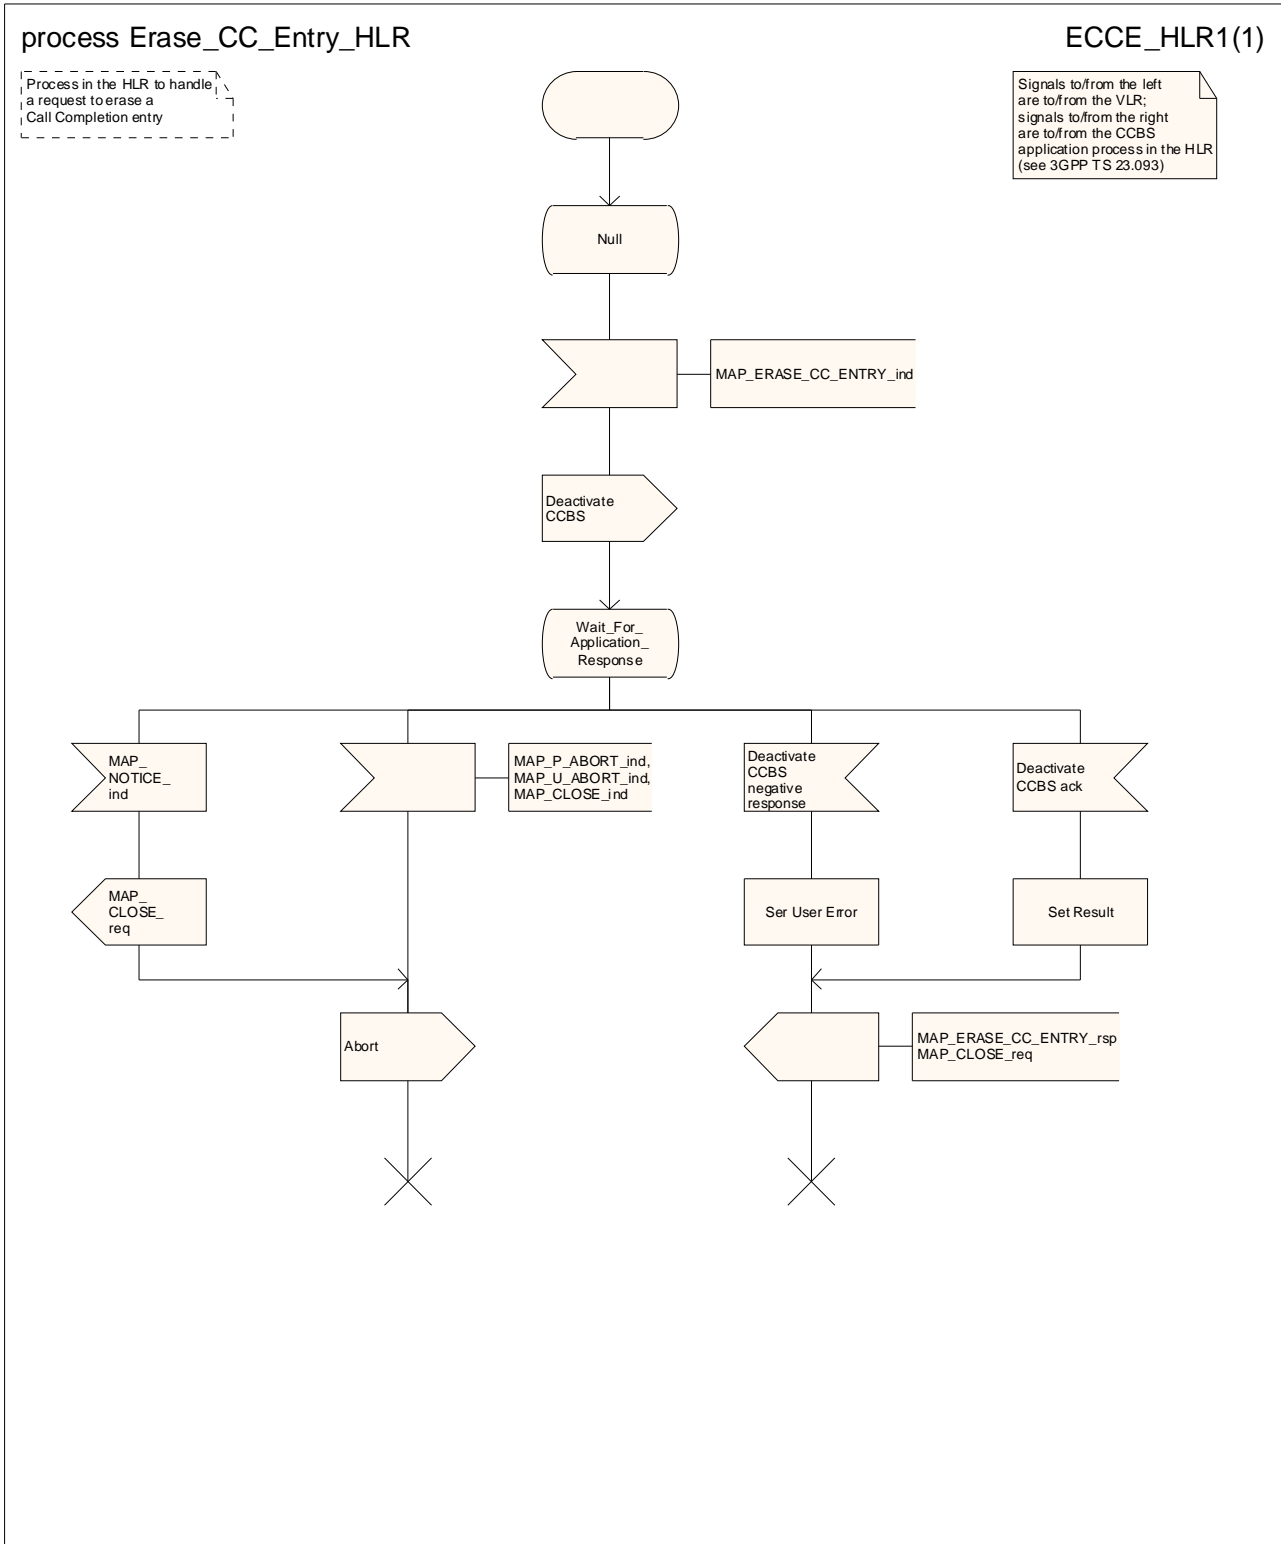 process Erase_CC_Entry_HLR
ECCE_HLR1(1)
Process in the HLR to handle
a request to erase a
Call Completion entry
Signals to/from the left
are to/from the VLR;
signals to/from the right
are to/from the CCBS
application process in the HLR
(see 3GPP TS 23.093)
Null
MAP_ERASE_CC_ENTRY_ind
Deactivate
CCBS
Wait_For_
Application_
Response
MAP_
NOTICE_
ind
MAP_P_ABORT_ind,
MAP_U_ABORT_ind,
MAP_CLOSE_ind
Deactivate
CCBS
negative
response
Deactivate
CCBS ack
MAP_
CLOSE_
req
Ser User Error
Set Result
Abort
MAP_ERASE_CC_ENTRY_rsp
MAP_CLOSE_req